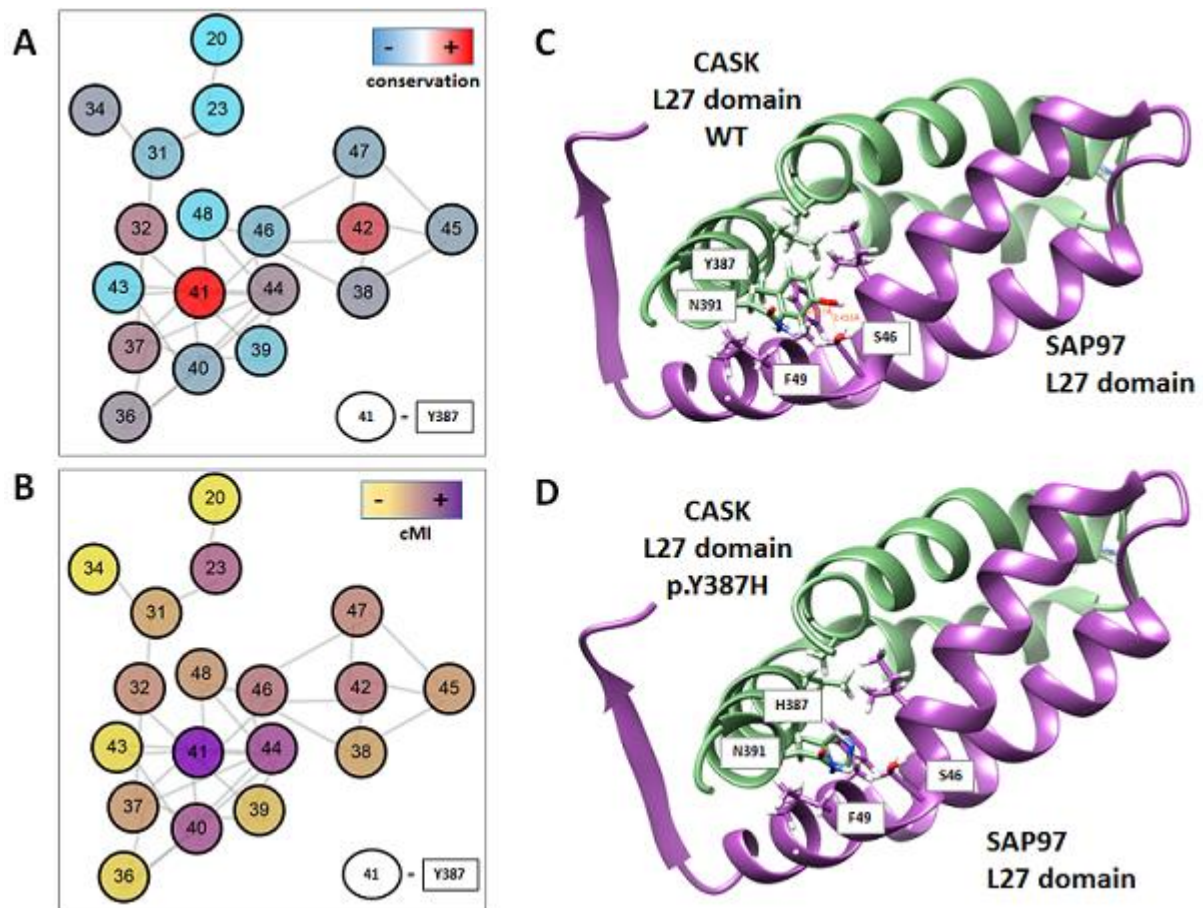 A
20
- +
conservation
34
23
31
47
48
32
46
42
45
43
41
44
38
37
39
40
36
41 - Y387
B
20
- +
cMI
34
23
31
47
48
32
46
42
45
43
41
44
38
37
39
40
36
41 - Y387
C
CASK
L27 domain
WT
Y387
N391
S46
F49
SAP97
L27 domain
D
CASK
L27 domain
p.Y387H
H387
N391
S46
F49
SAP97
L27 domain